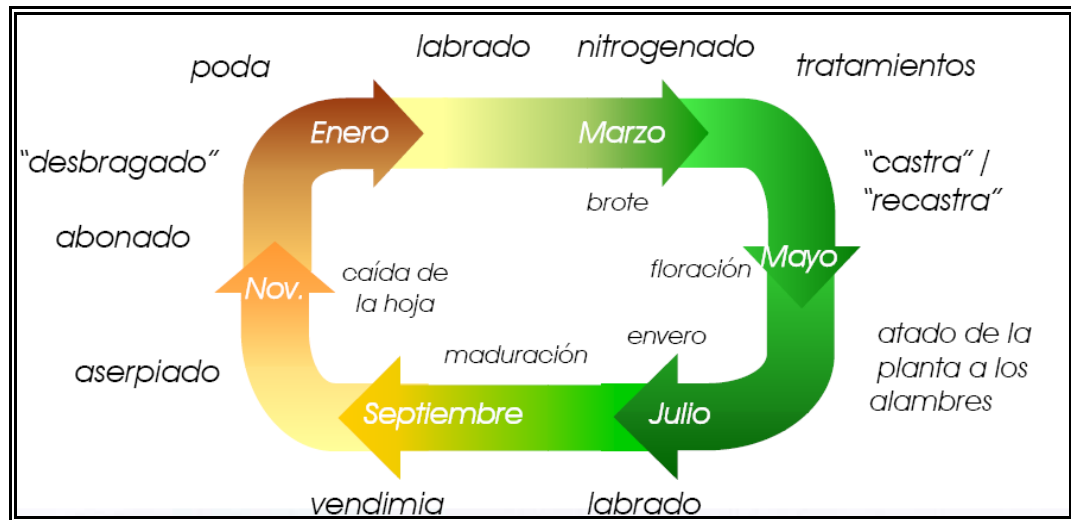 labrado
nitrogenado
poda
tratamientos
Enero
Marzo
"desbragado"
"castra" /
"recastra"
brote
abonado
Mayo
floración
caída de
la hoja
Nov.
envero
atado de la
planta a los
alambres
maduración
aserpiado
Septiembre
Julio
vendimia
labrado